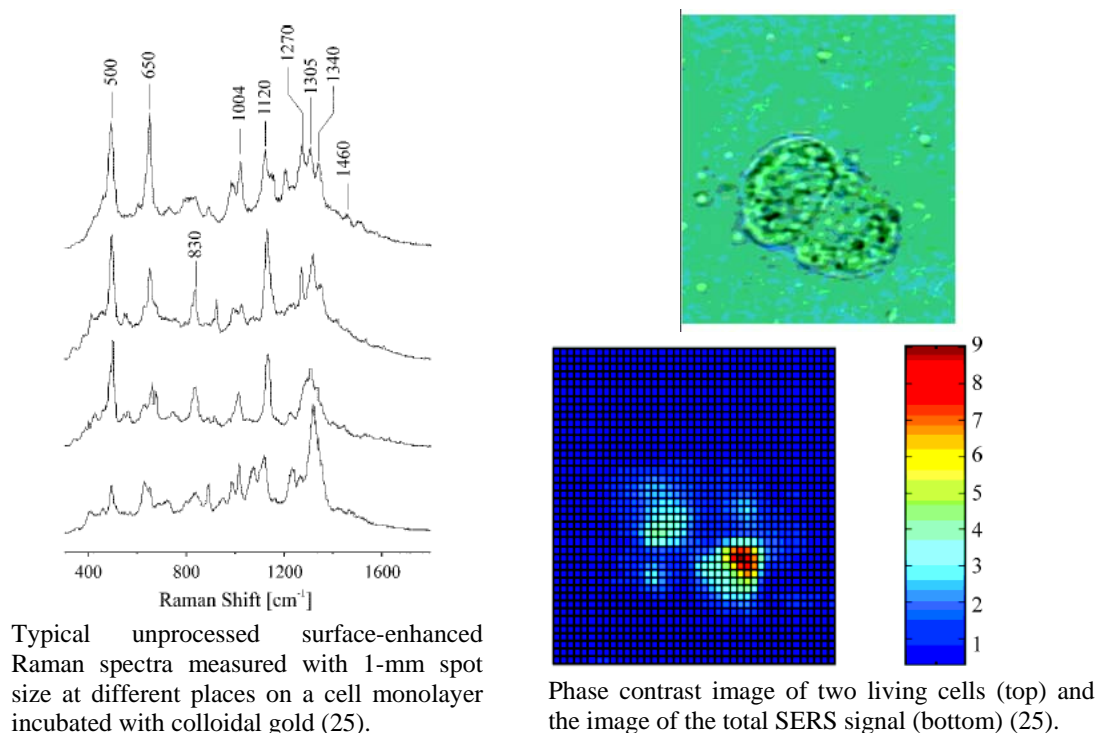 500
650
1004
1120
1270
1305
1340
1460
830
400 800 1200 1600
Raman Shift [cm-1]
Typical unprocessed surface-enhanced
Raman spectra measured with 1-mm spot
size at different places on a cell monolayer
incubated with colloidal gold (25).
9
8
7
6
5
4
3
2
1
Phase contrast image of two living cells (top) and
the image of the total SERS signal (bottom) (25).